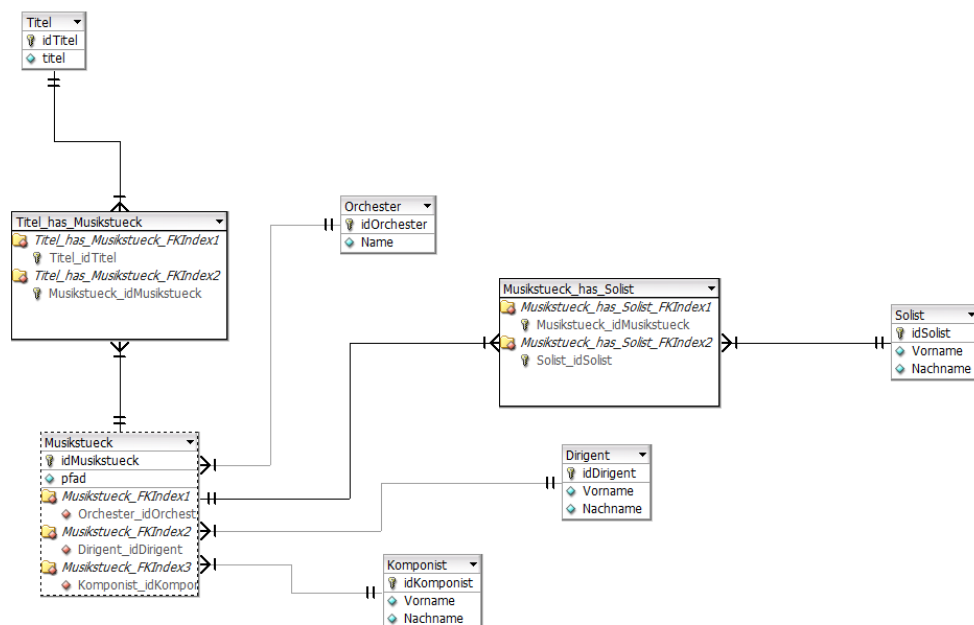 Titel
idTitel
titel
Titel_has_Musikstueck
Titel_has_Musikstueck_FKIndex1
Titel_idTitel
Titel_has_Musikstueck_FKIndex2
Musikstueck_idMusikstueck
Orchester
idOrchester
Name
Musikstueck_has_Solist
Musikstueck_has_Solist_FKIndex1
Musikstueck_idMusikstueck
Musikstueck_has_Solist_FKIndex2
Solist_idSolist
Solist
idSolist
Vorname
Nachname
Musikstueck
idMusikstueck
pfad
Musikstueck_FKIndex1
Orchester_idOrchest
Musikstueck_FKIndex2
Dirigent_idDirigent
Musikstueck_FKIndex3
Komponist_idKompor
Dirigent
idDirigent
Vorname
Nachname
Komponist
idKomponist
Vorname
Nachname